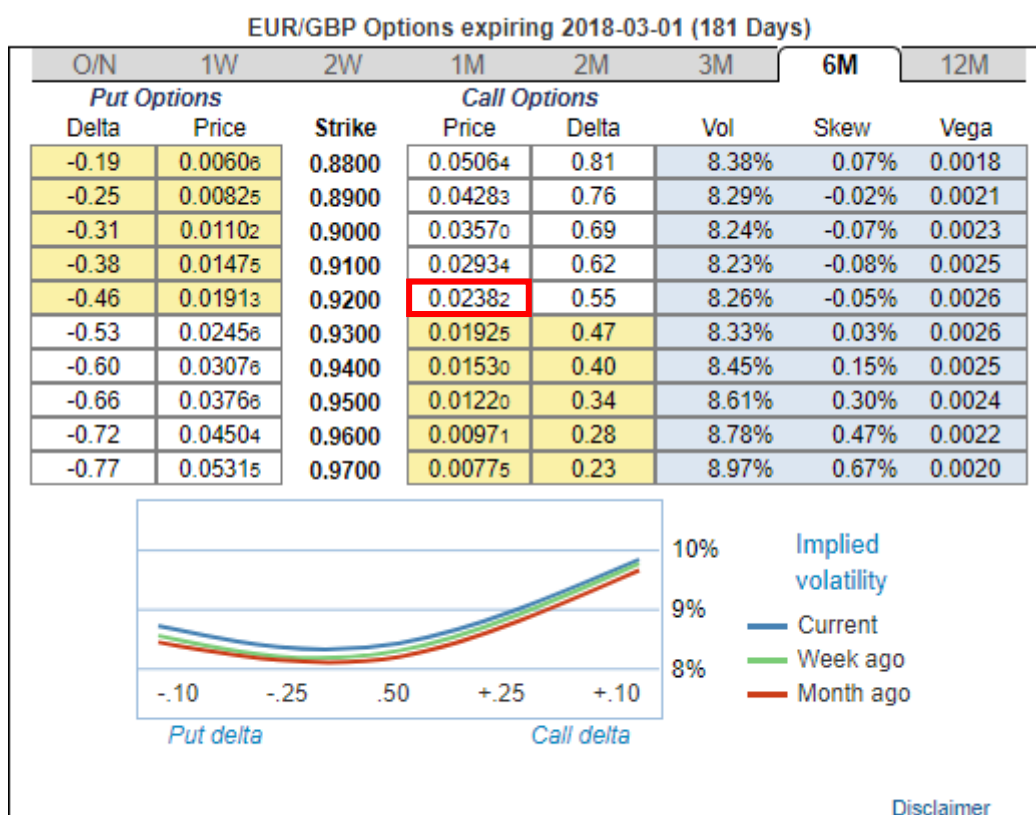 EUR/GBP Options expiring 2018-03-01 (181 Days)
O/N 1W 2W 1M 2M 3M 6M 12M
Put Options Call Options
Delta Price Strike Price Delta Vol Skew Vega
-0.19 0.00606 0.8800 0.05064 0.81 8.38% 0.07% 0.0018
-0.25 0.00825 0.8900 0.04283 0.76 8.29% -0.02% 0.0021
-0.31 0.01102 0.9000 0.03570 0.69 8.24% -0.07% 0.0023
-0.38 0.01475 0.9100 0.02934 0.62 8.23% -0.08% 0.0025
-0.46 0.01913 0.9200 0.02382 0.55 8.26% -0.05% 0.0026
-0.53 0.02456 0.9300 0.01925 0.47 8.33% 0.03% 0.0026
-0.60 0.03076 0.9400 0.01530 0.40 8.45% 0.15% 0.0025
-0.66 0.03766 0.9500 0.01220 0.34 8.61% 0.30% 0.0024
-0.72 0.04504 0.9600 0.00971 0.28 8.78% 0.47% 0.0022
-0.77 0.05315 0.9700 0.00775 0.23 8.97% 0.67% 0.0020
10%
9%
8%
-.10 -.25 .50 +.25 +.10
Put delta Call delta
Implied
volatility
Current
Week ago
Month ago
Disclaimer